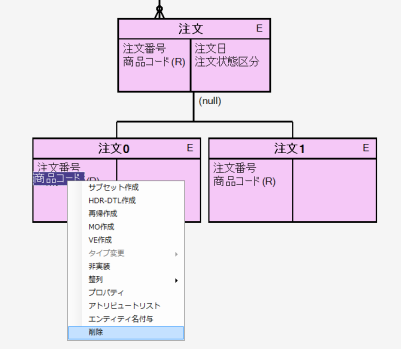 注文 E
注文番号 注文日
商品コード(R) 注文状態区分
(null)
注文0 E
注文1 E
注文番号
商品コード(R)
注文番号
商品コード(R)
サブセット作成
HDR-DTL作成
再帰作成
MO作成
VE作成
タイプ変更
非実装
整列
プロパティ
アトリビュートリスト
エンティティ名付与
削除